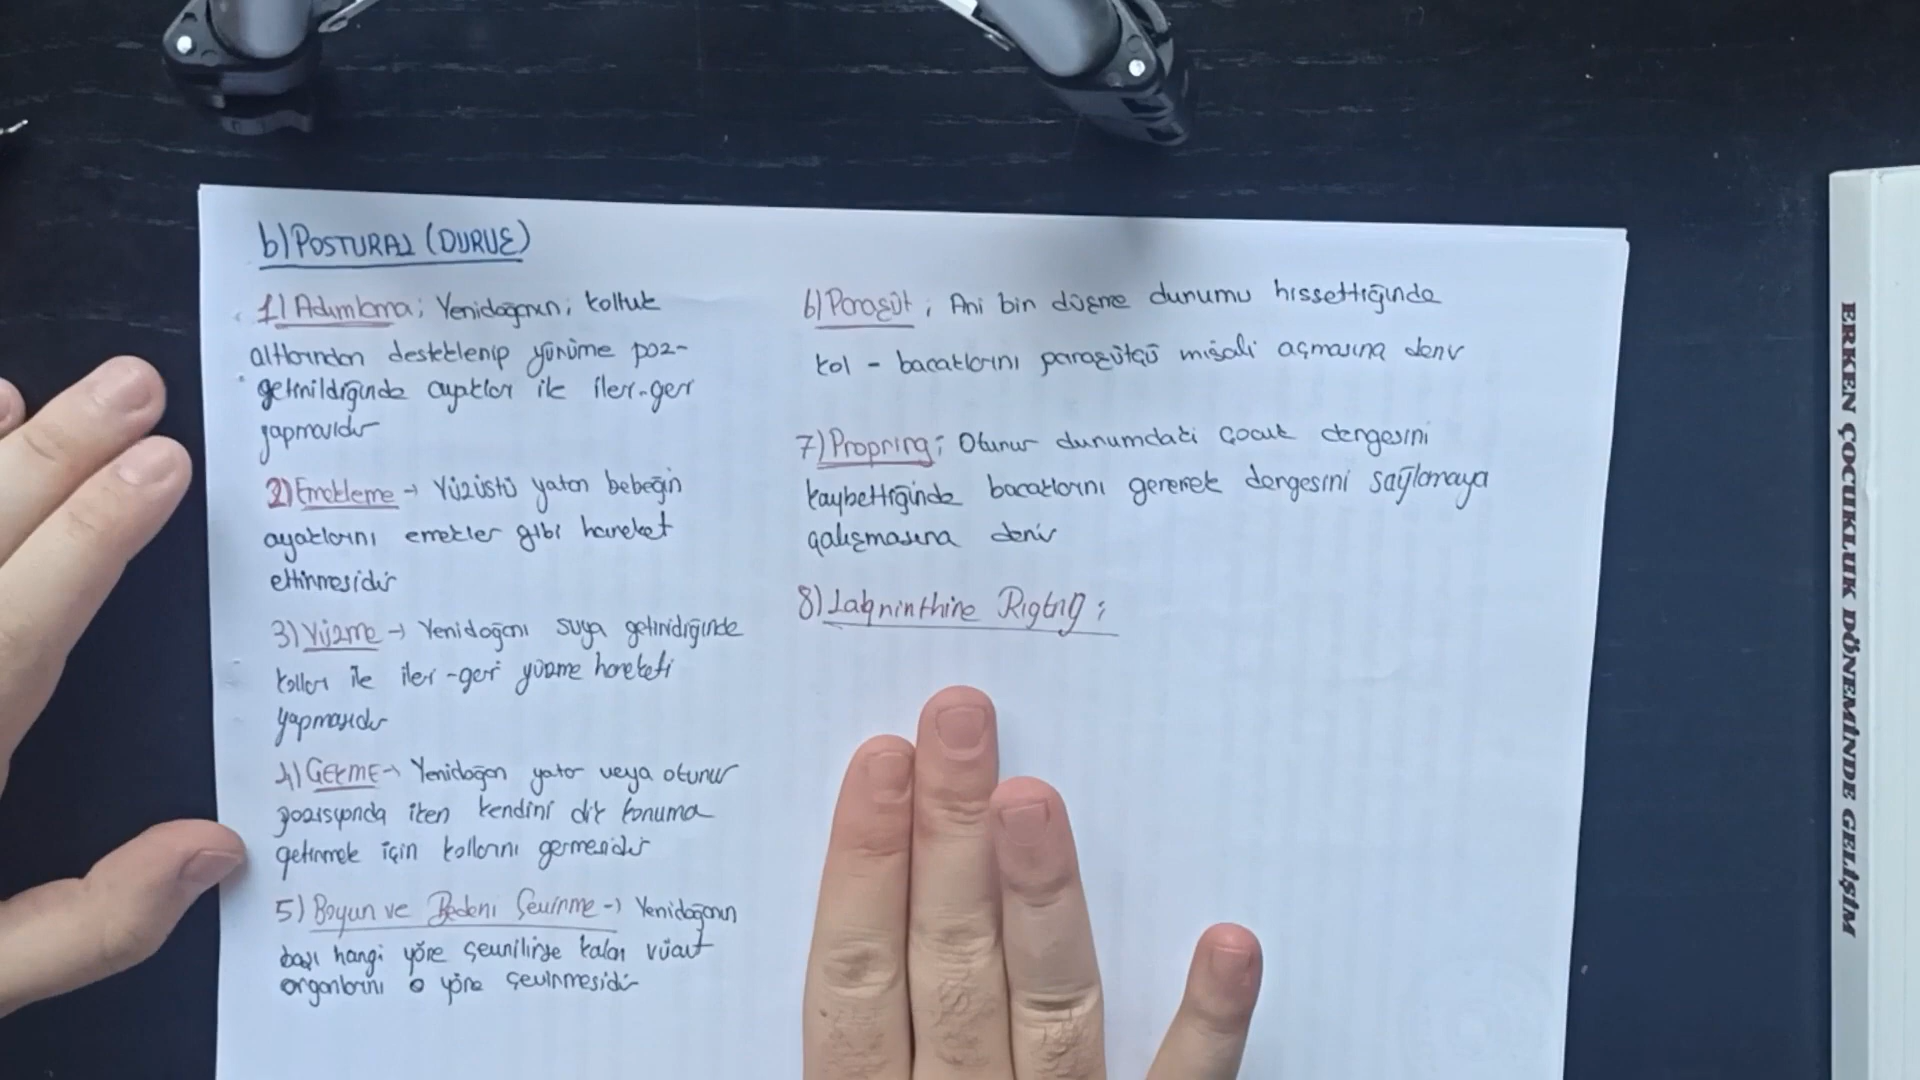 b) POSTURAL (DURUŞ)
1) Adımlama; Yenidoğanın; koltuk
altlarından desteklenip yürüme poz-
getirildiğinde ayaklar ile ileri-geri
yapmasıdır
2) Emekleme → Yüzüstü yatan bebeğin
ayaklarını emekler gibi hareket
ettirmesidir
3) Yüzme → Yenidoğanı suya getirdiğinde
kollar ile ileri-geri yüzme hareketi
yapmasıdır
4) GERME → Yenidoğan yatar veya oturur
pozisyonda iken kendini dik konuma
getirmek için kollarını germesidir
5) Boyun ve Bedeni Çevirme → Yenidoğanın
başı hangi yöne çevrilirse kalan vücut
organlarını o yöne çevirmesidir
6) Paraşüt; Ani bir düşme durumu hissettiğinde
kol - bacaklarını paraşütçü misali açmasına denir
7) Propring; Oturur durumdaki çocuk dengesini
kaybettiğinde bacaklarını gererek dengesini sağlamaya
çalışmasına denir
8) Labrinthine Rigting;
ERKEN ÇOCUKLUK DÖNEMİNDE GELİŞİM